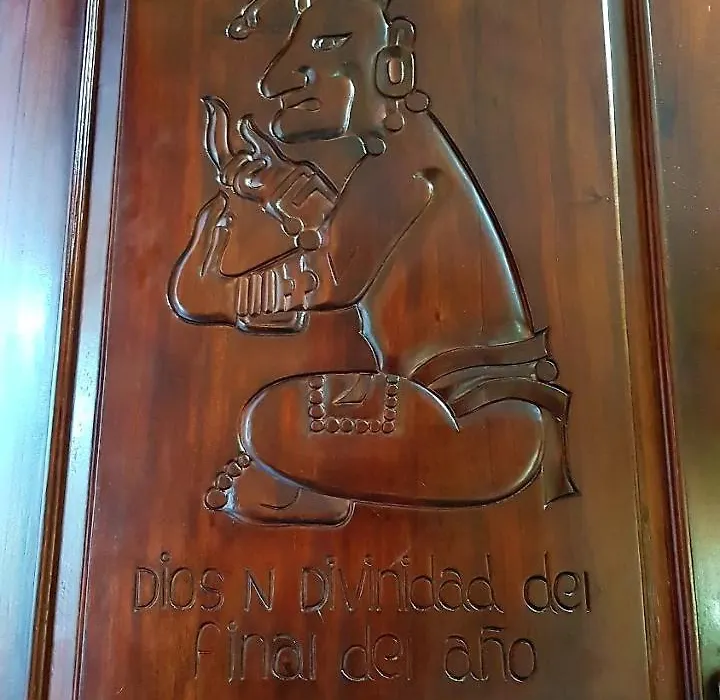 Dios N Divinidad del
final del año